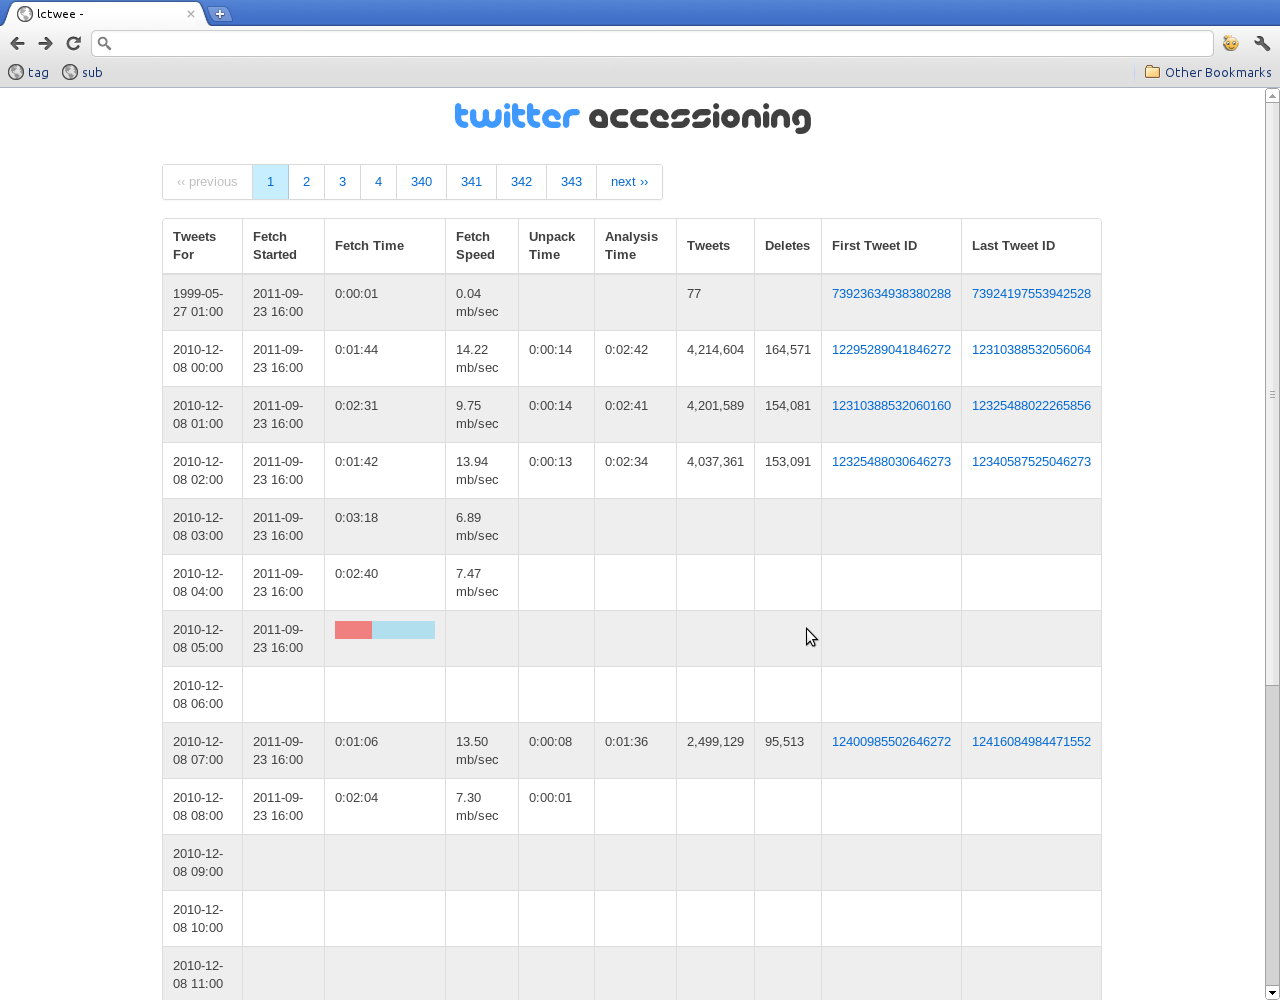 lctwee -
tag
sub
Other Bookmarks
twitter accessioning
‹‹ previous 1 2 3 4 340 341 342 343 next ››
Tweets For Fetch Started Fetch Time Fetch Speed Unpack Time Analysis Time Tweets Deletes First Tweet ID Last Tweet ID
1999-05-27 01:00 2011-09-23 16:00 0:00:01 0.04 mb/sec 77 73923634938380288 73924197553942528
2010-12-08 00:00 2011-09-23 16:00 0:01:44 14.22 mb/sec 0:00:14 0:02:42 4,214,604 164,571 12295289041846272 12310388532056064
2010-12-08 01:00 2011-09-23 16:00 0:02:31 9.75 mb/sec 0:00:14 0:02:41 4,201,589 154,081 12310388532060160 12325488022265856
2010-12-08 02:00 2011-09-23 16:00 0:01:42 13.94 mb/sec 0:00:13 0:02:34 4,037,361 153,091 12325488030646273 12340587525046273
2010-12-08 03:00 2011-09-23 16:00 0:03:18 6.89 mb/sec
2010-12-08 04:00 2011-09-23 16:00 0:02:40 7.47 mb/sec
2010-12-08 05:00 2011-09-23 16:00
2010-12-08 06:00
2010-12-08 07:00 2011-09-23 16:00 0:01:06 13.50 mb/sec 0:00:08 0:01:36 2,499,129 95,513 12400985502646272 12416084984471552
2010-12-08 08:00 2011-09-23 16:00 0:02:04 7.30 mb/sec 0:00:01
2010-12-08 09:00
2010-12-08 10:00
2010-12-08 11:00